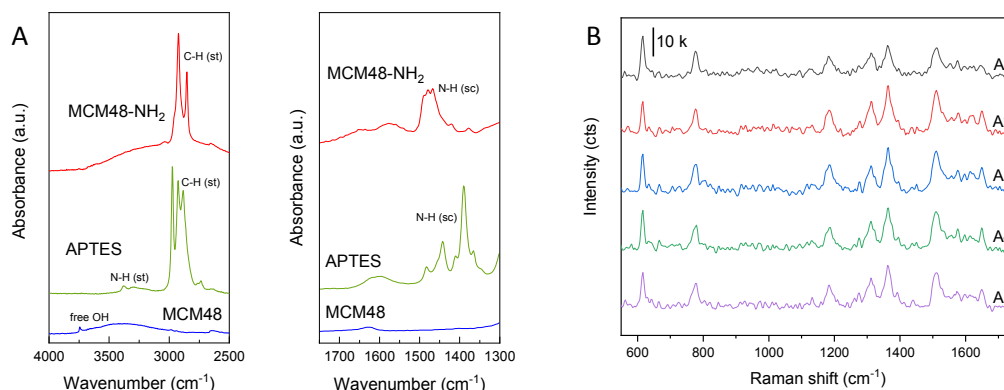 A
Absorbance (a.u.)
C-H (st)
MCM48-NH₂
C-H (st)
APTES
N-H (st)
free OH
MCM48
4000 3500 3000 2500
Wavenumber (cm⁻¹)
Absorbance (a.u.)
N-H (sc)
MCM48-NH₂
N-H (sc)
APTES
MCM48
1700 1600 1500 1400 1300
Wavenumber (cm⁻¹)
B
10 k
Intensity (cts)
A
A
A
A
A
600 800 1000 1200 1400 1600
Raman shift (cm⁻¹)